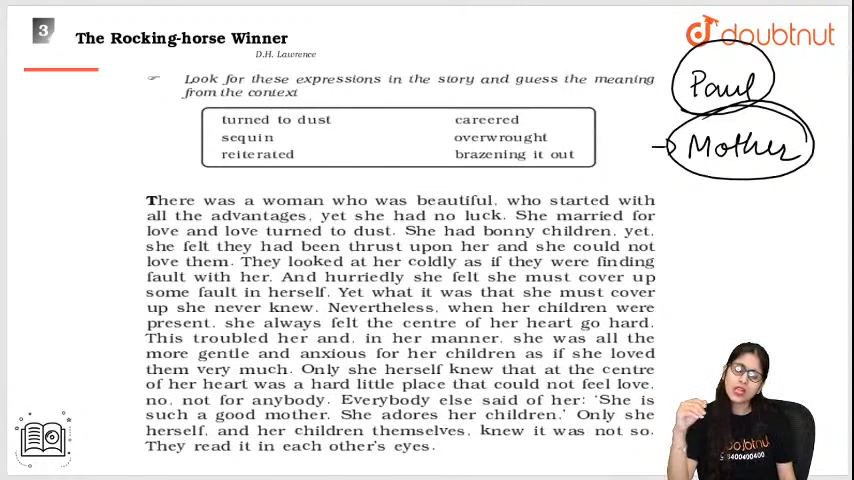 3
The Rocking-horse Winner
D.H. Lawrence
doubtnut
Look for these expressions in the story and guess the meaning
from the context
turned to dust careered
sequin overwrought
reiterated brazening it out
Paul
Mother
There was a woman who was beautiful, who started with
all the advantages, yet she had no luck. She married for
love and love turned to dust. She had bonny children, yet,
she felt they had been thrust upon her and she could not
love them. They looked at her coldly as if they were finding
fault with her. And hurriedly she felt she must cover up
some fault in herself. Yet what it was that she must cover
up she never knew. Nevertheless, when her children were
present, she always felt the centre of her heart go hard.
This troubled her and, in her manner, she was all the
more gentle and anxious for her children as if she loved
them very much. Only she herself knew that at the centre
of her heart was a hard little place that could not feel love,
no, not for anybody. Everybody else said of her: ‘She is
such a good mother. She adores her children.’ Only she
herself, and her children themselves, knew it was not so.
They read it in each other's eyes.
doubtnut
8400400400